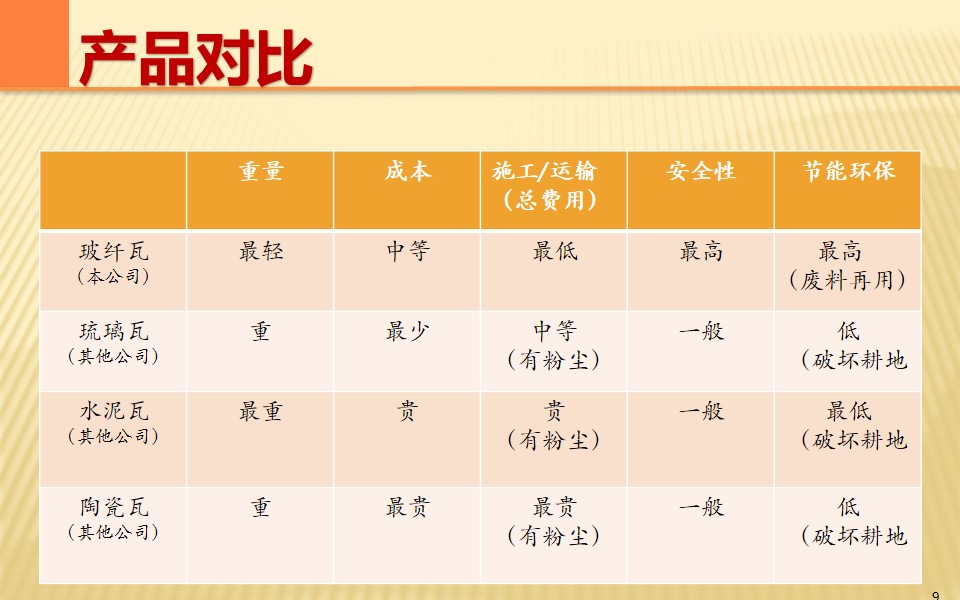 产品对比
重量 成本 施工/运输 安全性 节能环保
（总费用）
玻纤瓦 最轻 中等 最低 最高 最高
（本公司） （废料再用）
琉璃瓦 重 最少 中等 一般 低
（其他公司） （有粉尘） （破坏耕地
水泥瓦 最重 贵 贵 一般 最低
（其他公司） （有粉尘） （破坏耕地
陶瓷瓦 重 最贵 最贵 一般 低
（其他公司） （有粉尘） （破坏耕地
9